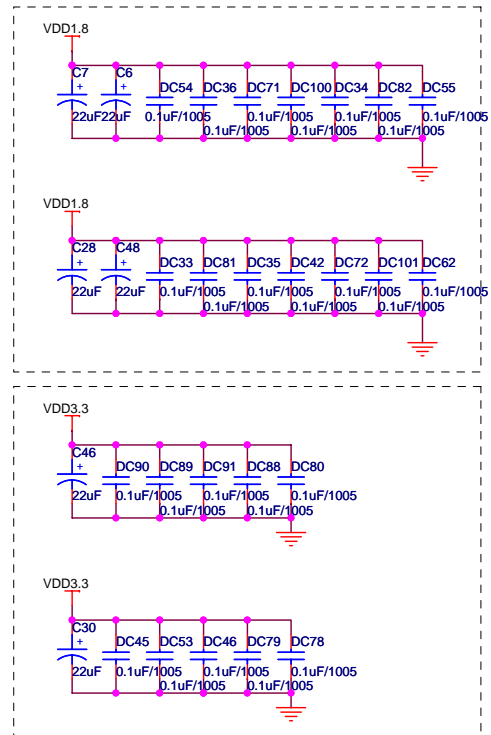 VDD1.8
C7 C6
+ +
DC54 DC36 DC71 DC100 DC34 DC82 DC55
22uF 22uF 0.1uF/1005 0.1uF/1005 0.1uF/1005 0.1uF/1005
0.1uF/1005 0.1uF/1005 0.1uF/1005
VDD1.8
C28 C48
+ +
DC33 DC81 DC35 DC42 DC72 DC101 DC62
22uF 22uF 0.1uF/1005 0.1uF/1005 0.1uF/1005 0.1uF/1005
0.1uF/1005 0.1uF/1005 0.1uF/1005
VDD3.3
C46
+
DC90 DC89 DC91 DC88 DC80
22uF 0.1uF/1005 0.1uF/1005 0.1uF/1005
0.1uF/1005 0.1uF/1005
VDD3.3
C30
+
DC45 DC53 DC46 DC79 DC78
22uF 0.1uF/1005 0.1uF/1005 0.1uF/1005
0.1uF/1005 0.1uF/1005